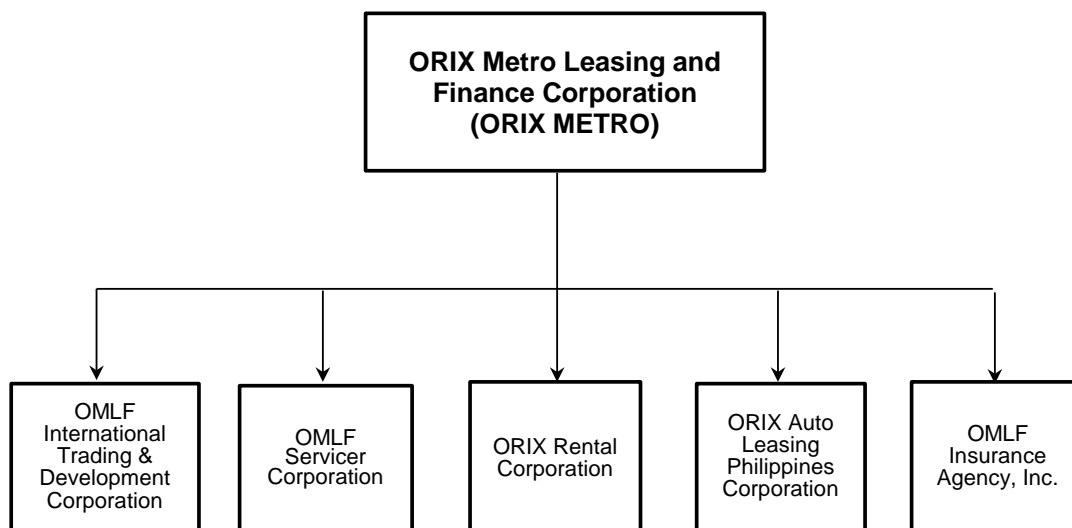 ORIX Metro Leasing and
Finance Corporation
(ORIX METRO)
OMLF
International
Trading &
Development
Corporation
OMLF
Servicer
Corporation
ORIX Rental
Corporation
ORIX Auto
Leasing
Philippines
Corporation
OMLF
Insurance
Agency, Inc.